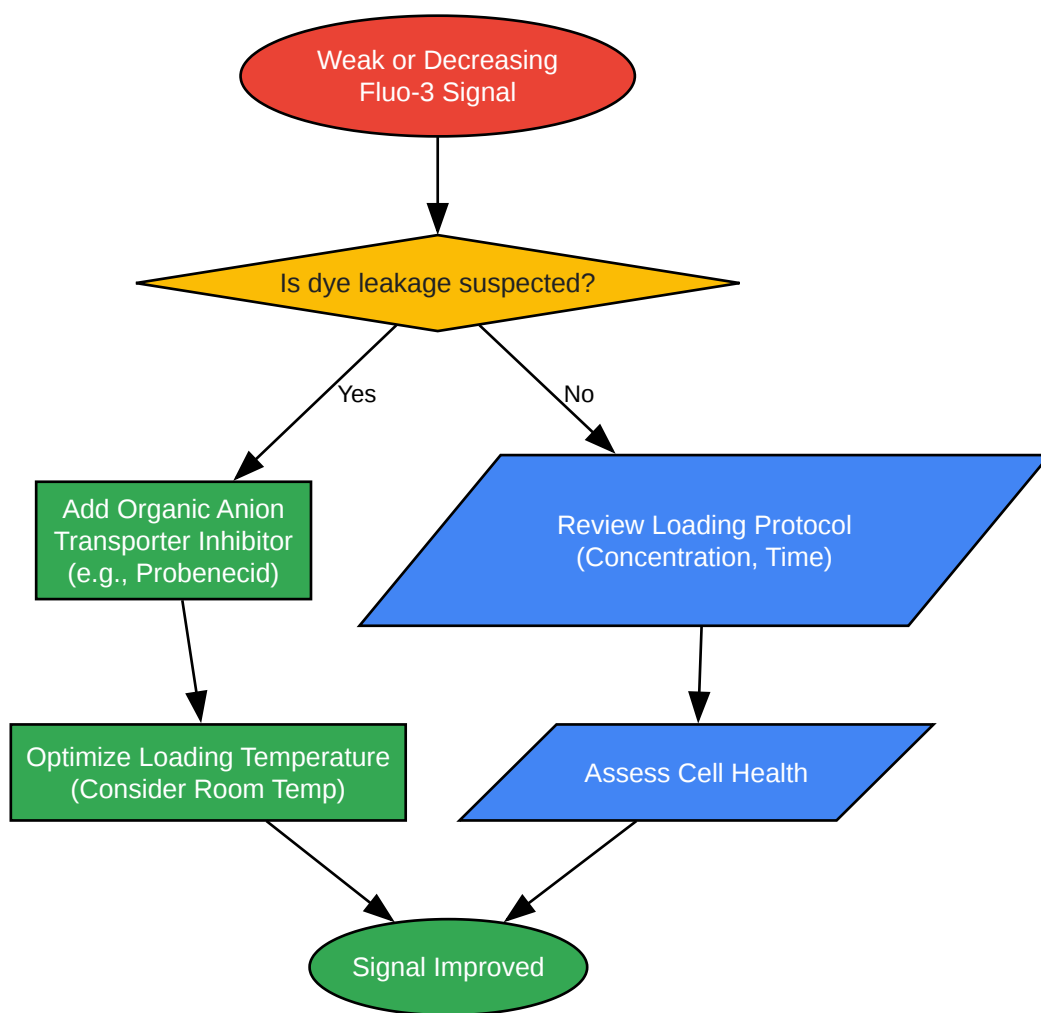 Weak or Decreasing
Fluo-3 Signal
Is dye leakage suspected?
Yes
No
Add Organic Anion
Transporter Inhibitor
(e.g., Probenecid)
Review Loading Protocol
(Concentration, Time)
Optimize Loading Temperature
(Consider Room Temp)
Assess Cell Health
Signal Improved